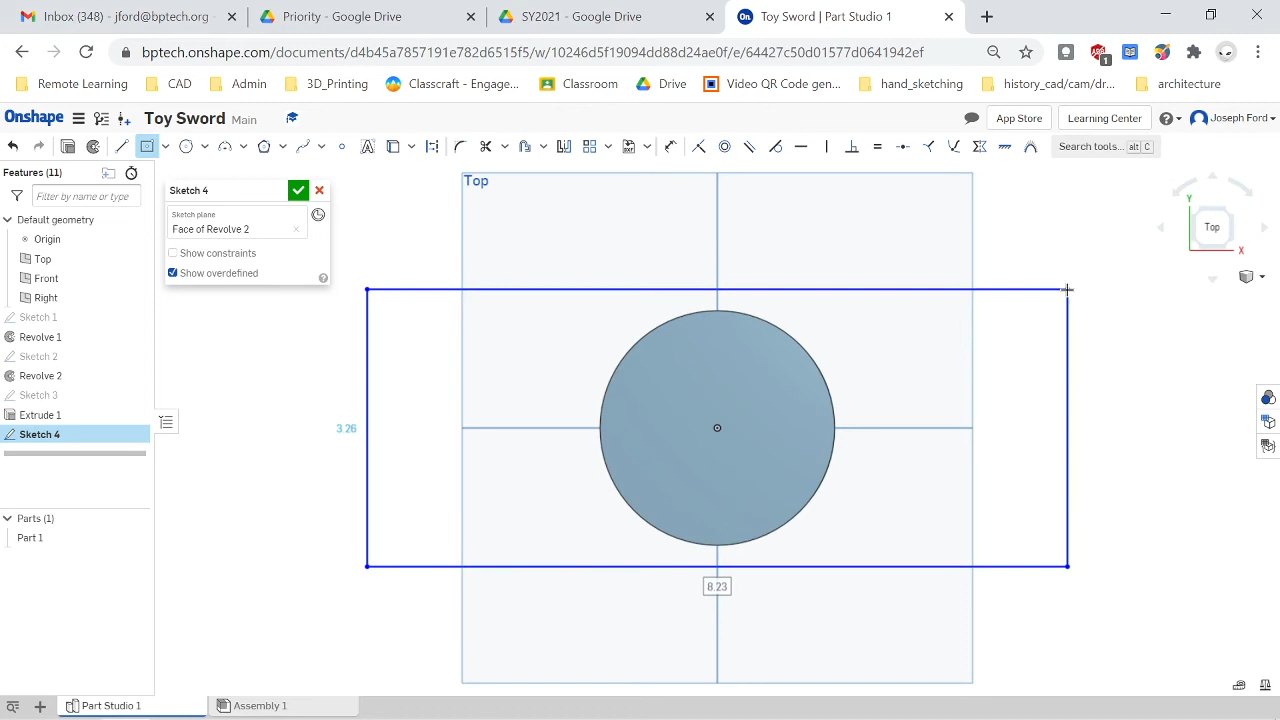 Inbox (348) - jford@bptech.org
Priority - Google Drive
SY2021 - Google Drive
Toy Sword | Part Studio 1
bptech.onshape.com/documents/d4b45a7857191e782f6515f5/w/10246d5f19094dd88d24ae0f/e/64427c50d01577d0641942ef
1
Remote Learning
CAD
Admin
3D_Printing
Classcraft - Engage...
Classroom
Drive
Video QR Code gen...
hand_sketching
history_cad/cam/dr...
architecture
Onshape
Toy Sword Main
App Store
Learning Center
Joseph Ford
Search tools... alt C
Features (11)
Filter by name or type
Default geometry
Origin
Top
Front
Right
Sketch 1
Revolve 1
Sketch 2
Revolve 2
Sketch 3
Extrude 1
Sketch 4
Parts (1)
Part 1
Sketch 4
Sketch plane
Face of Revolve 2
Show constraints
Show overdefined
Top
3.26
8.23
Y
Top
X
Part Studio 1
Assembly 1